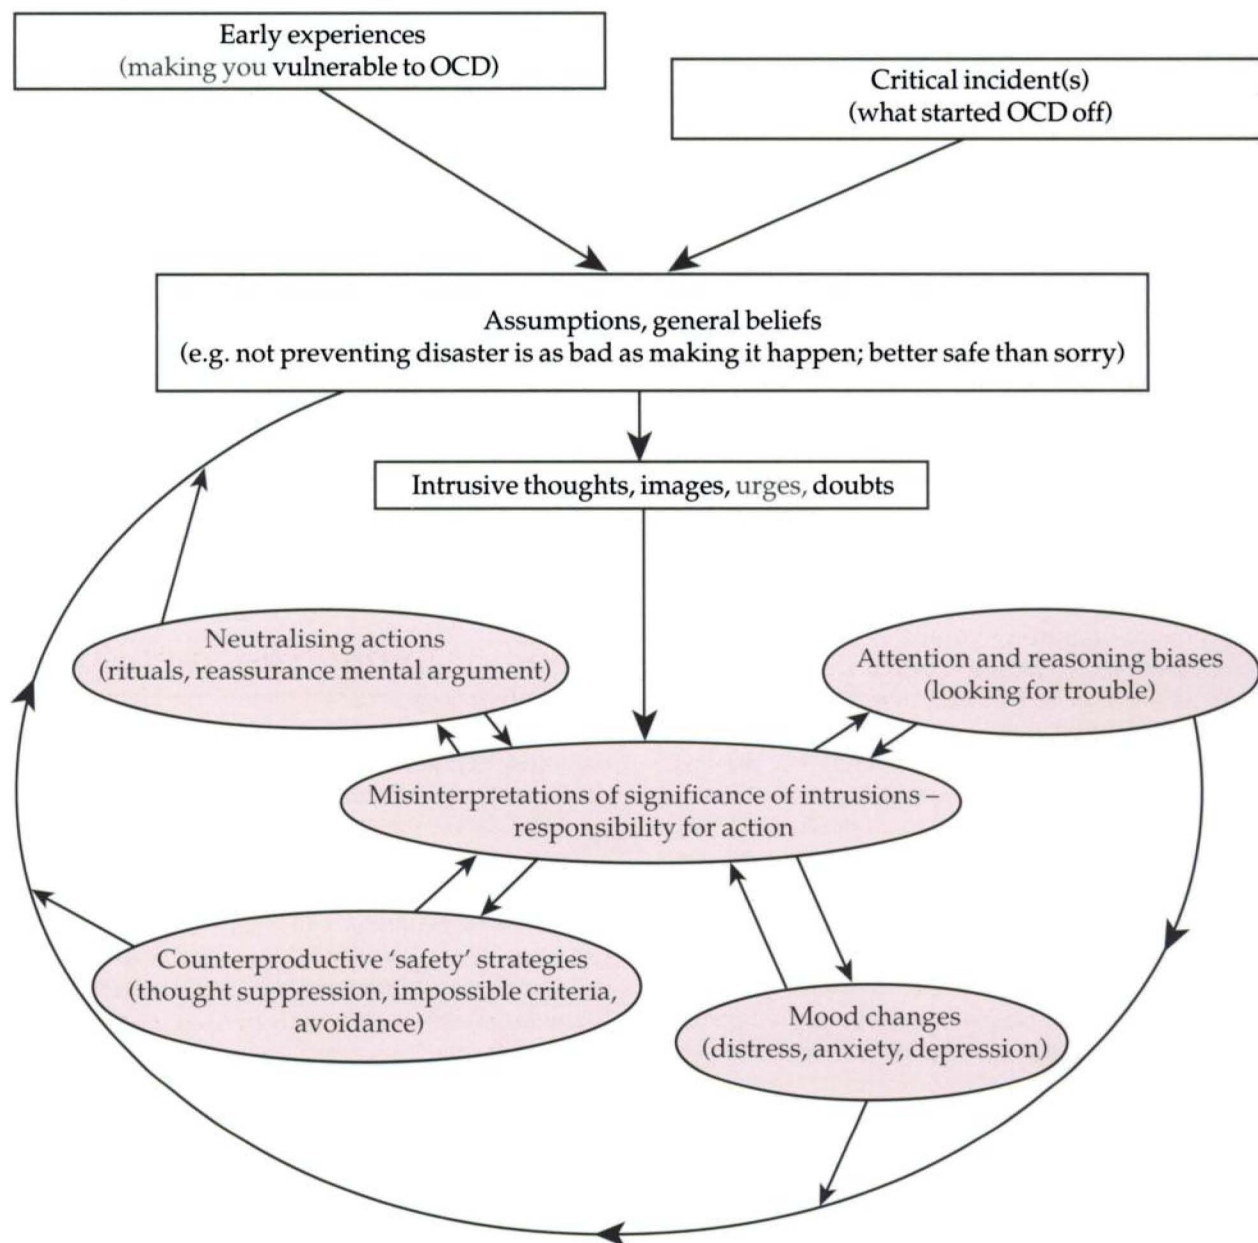 Early experiences
(making you vulnerable to OCD)
Critical incident(s)
(what started OCD off)
Assumptions, general beliefs
(e.g. not preventing disaster is as bad as making it happen; better safe than sorry)
Intrusive thoughts, images, urges, doubts
Neutralising actions
(rituals, reassurance mental argument)
Attention and reasoning biases
(looking for trouble)
Misinterpretations of significance of intrusions –
responsibility for action
Counterproductive ‘safety’ strategies
(thought suppression, impossible criteria,
avoidance)
Mood changes
(distress, anxiety, depression)